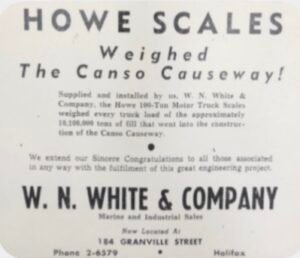 HOWE SCALES
Weighed
The Canso Causeway!
Supplied and installed by us, W. N. White &
Company, the Howe 100-Ton Motor Truck Scales
weighed every truck load of the approximately
10,100,000 tons of fill that went into the construc-
tion of the Canso Causeway.
We extend our Sincere Congratulations to all those associated
in any way with the fulfilment of this great engineering project.
W. N. WHITE & COMPANY
Marine and Industrial Sales
Now Located At
184 GRANVILLE STREET
Phone 2-6579 • Halifax